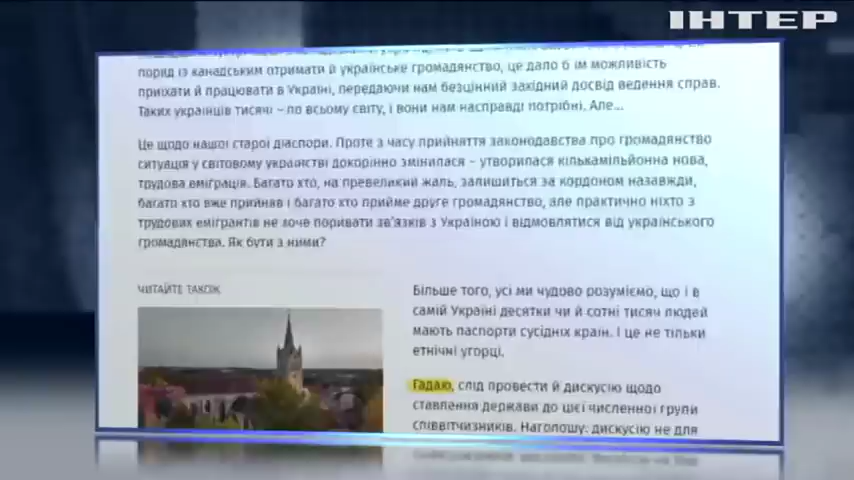 ІНТЕР
поряд із канадським отримати й українське громадянство, це дало б їм можливість
приїхати й працювати в Україні, передаючи нам безцінний західний досвід ведення справ.
Таких українців тисячі – по всьому світу, і вони нам насправді потрібні. Але...
Це щодо нашої старої діаспори. Проте з часу прийняття законодавства про громадянство
ситуація у світовому українстві докорінно змінилася – утворилася кількамільйонна нова,
трудова еміграція. Багато хто, на превеликий жаль, залишиться за кордоном назавжди,
багато хто вже прийняв і багато хто прийме друге громадянство, але практично ніхто з
трудових емігрантів не хоче поривати зв'язків з Україною і відмовлятися від українського
громадянства. Як бути з ними?
ЧИТАЙТЕ ТАКОЖ
Більше того, усі ми чудово розуміємо, що і в
самій Україні десятки чи й сотні тисяч людей
мають паспорти сусідніх країн. І це не тільки
етнічні угорці.
Гадаю, слід провести й дискусію щодо
ставлення держави до цієї численної групи
співвітчизників. Наголошу: дискусію не для